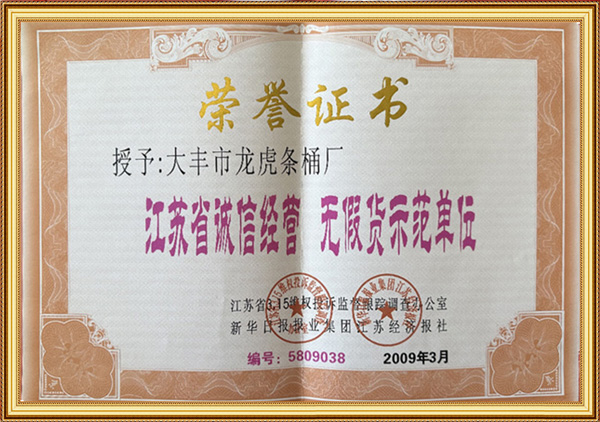 荣誉证书
授予:大丰市龙虎条桶厂
江苏省诚信经营 无假货示范单位
江苏省3.15维权投诉监督跟踪调查办公室
新华日报报业集团江苏经济报社
编号: 5809038 2009年3月